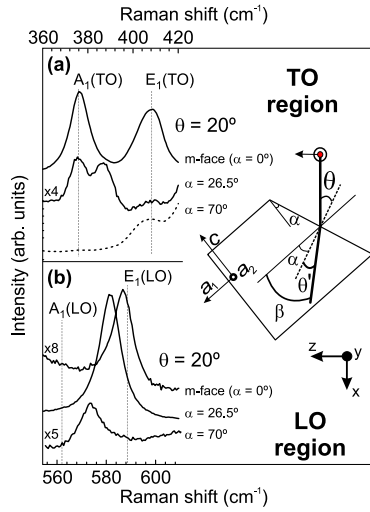 Raman shift (cm⁻¹)
360 380 400 420
(a)
A₁(TO)
E₁(TO)
TO
region
θ = 20º
m-face (α = 0º)
x4
α = 26.5º
α = 70º
θ
α
c
a₁
a₂
α
θ'
β
Intensity (arb. units)
(b)
E₁(LO)
A₁(LO)
x8
θ = 20º
m-face (α = 0º)
α = 26.5º
x5
α = 70º
z
y
x
LO
region
560 580 600
Raman shift (cm⁻¹)